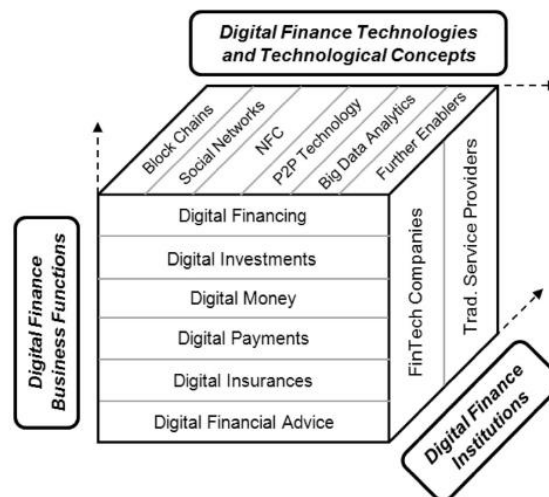 Digital Finance Technologies
and Technological Concepts
Block Chains
Social Networks
NFC
P2P Technology
Big Data Analytics
Further Enablers
Digital Finance
Business Functions
Digital Financing
Digital Investments
Digital Money
Digital Payments
Digital Insurances
Digital Financial Advice
FinTech Companies
Trad. Service Providers
Digital Finance
Institutions